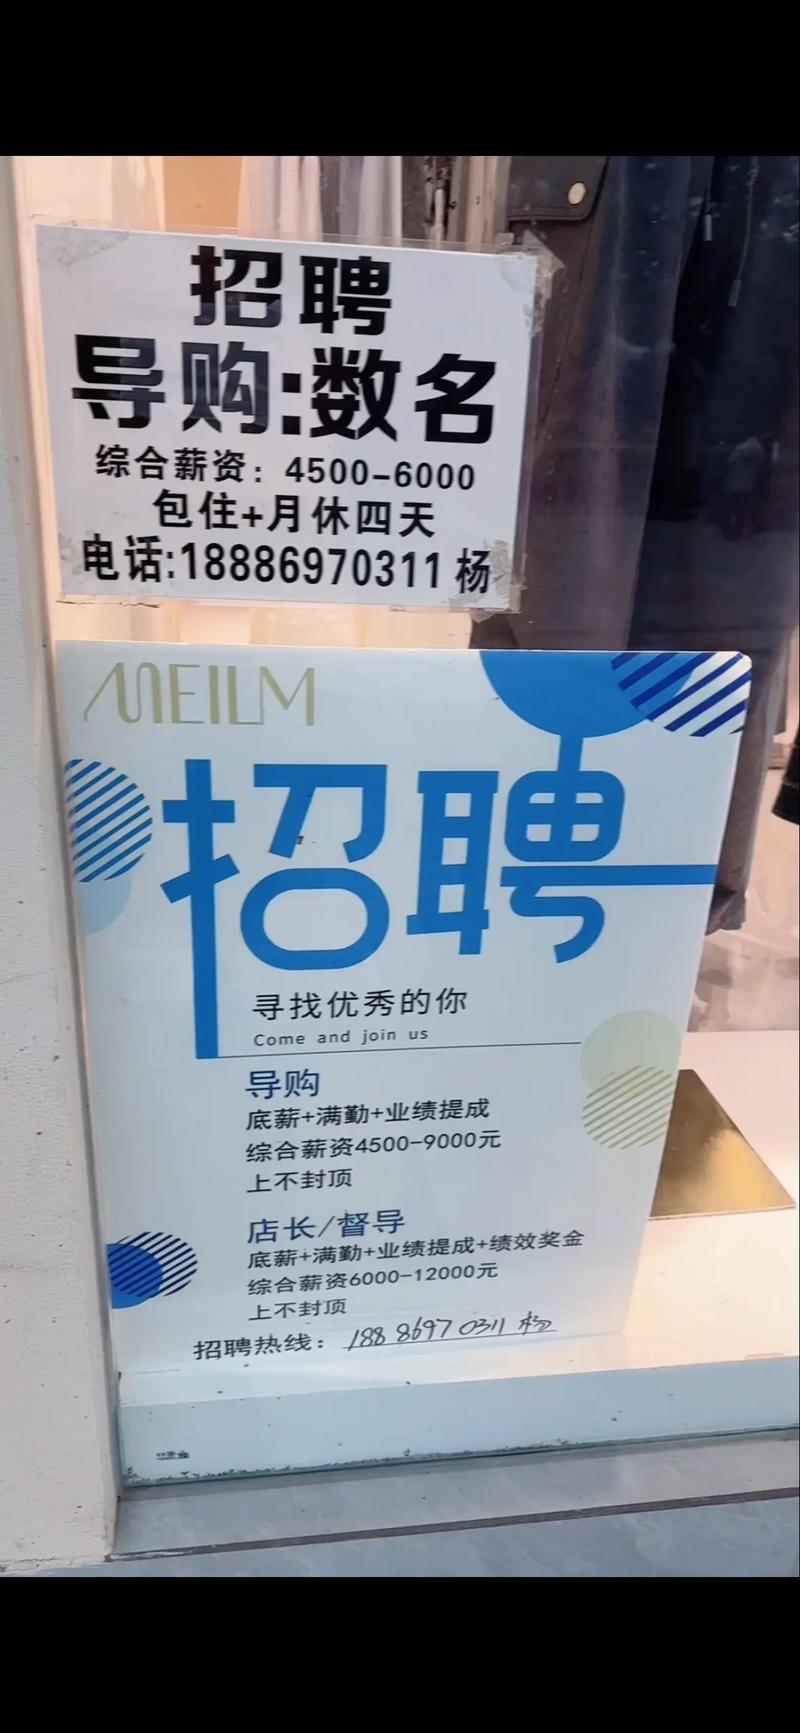 招聘
导购:数名
综合薪资：4500-6000
包住+月休四天
电话:18886970311 杨
MEILM
招聘
寻找优秀的你
Come and join us
导购
底薪+满勤+业绩提成
综合薪资4500-9000元
上不封顶
店长/督导
底薪+满勤+业绩提成+绩效奖金
综合薪资6000-12000元
上不封顶
招聘热线：188 8697 0311 杨